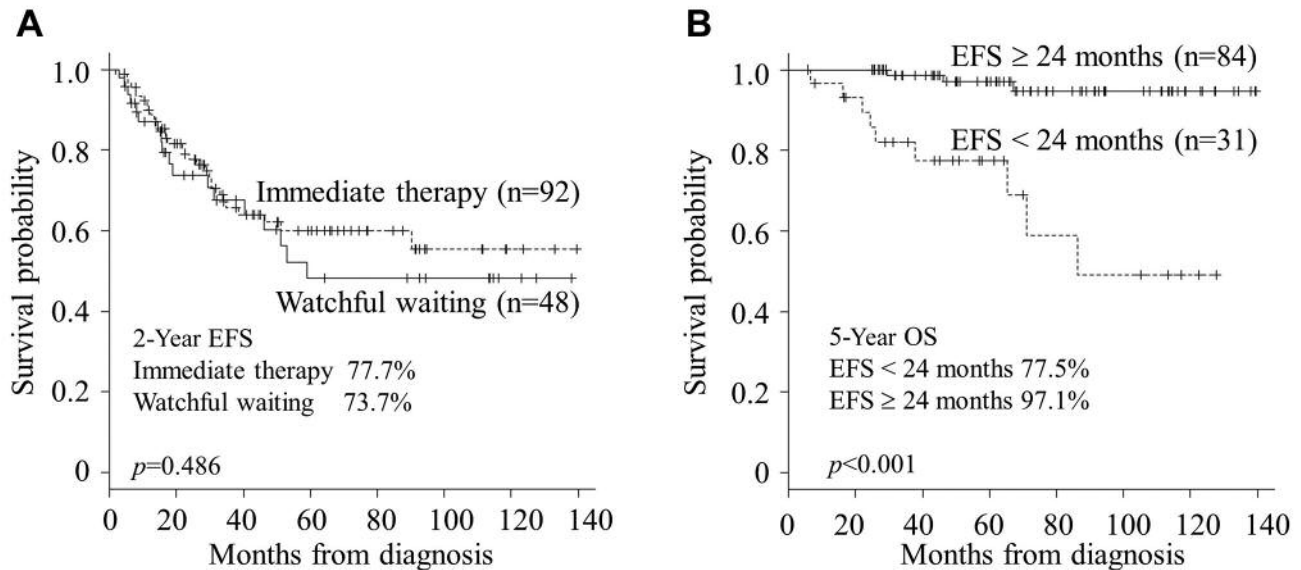 A
Survival probability
1.0
0.8
0.6
0.4
0.2
0
Immediate therapy (n=92)
Watchful waiting (n=48)
2-Year EFS
Immediate therapy 77.7%
Watchful waiting 73.7%
p=0.486
0 20 40 60 80 100 120 140
Months from diagnosis
B
Survival probability
1.0
0.8
0.6
0.4
0.2
0
EFS ≥ 24 months (n=84)
EFS < 24 months (n=31)
5-Year OS
EFS < 24 months 77.5%
EFS ≥ 24 months 97.1%
p<0.001
0 20 40 60 80 100 120 140
Months from diagnosis